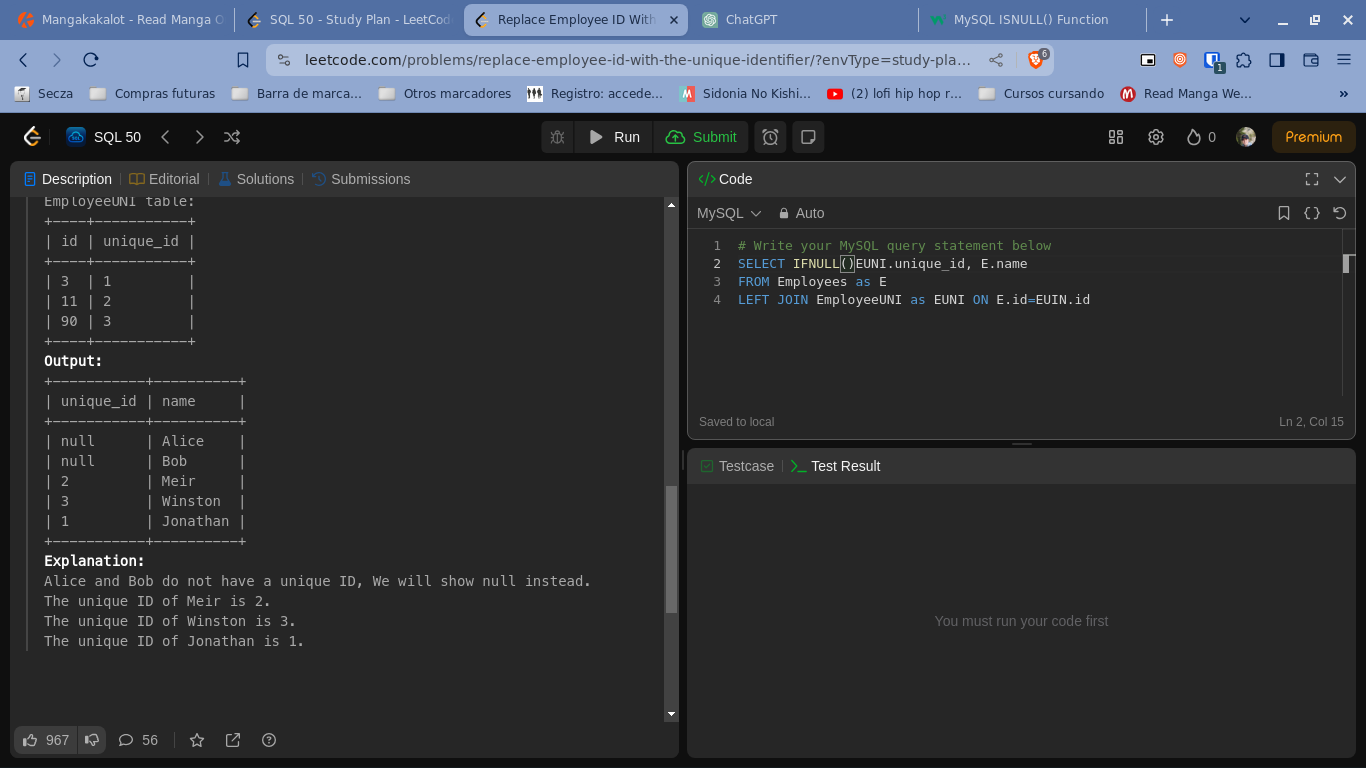 Mangakakalot - Read Manga O
SQL 50 - Study Plan - LeetCode
Replace Employee ID With
ChatGPT
MySQL ISNULL() Function
leetcode.com/problems/replace-employee-id-with-the-unique-identifier/?envType=study-pla...
6
1
Secza
Compras futuras
Barra de marca...
Otros marcadores
Registro: accede...
Sidonia No Kishi...
(2) lofi hip hop r...
Cursos cursando
Read Manga We...
»
SQL 50
Run
Submit
0
Premium
Description
Editorial
Solutions
Submissions
EmployeeUNI table:
+----+-----------+
| id | unique_id |
+----+-----------+
| 3  | 1         |
| 11 | 2         |
| 90 | 3         |
+----+-----------+
Output:
+-----------+----------+
| unique_id | name     |
+-----------+----------+
| null      | Alice    |
| null      | Bob      |
| 2         | Meir     |
| 3         | Winston  |
| 1         | Jonathan |
+-----------+----------+
Explanation:
Alice and Bob do not have a unique ID, We will show null instead.
The unique ID of Meir is 2.
The unique ID of Winston is 3.
The unique ID of Jonathan is 1.
967
56
</> Code
MySQL
Auto
1 # Write your MySQL query statement below
2 SELECT IFNULL()EUNI.unique_id, E.name
3 FROM Employees as E
4 LEFT JOIN EmployeeUNI as EUNI ON E.id=EUIN.id
Saved to local
Ln 2, Col 15
Testcase
Test Result
You must run your code first